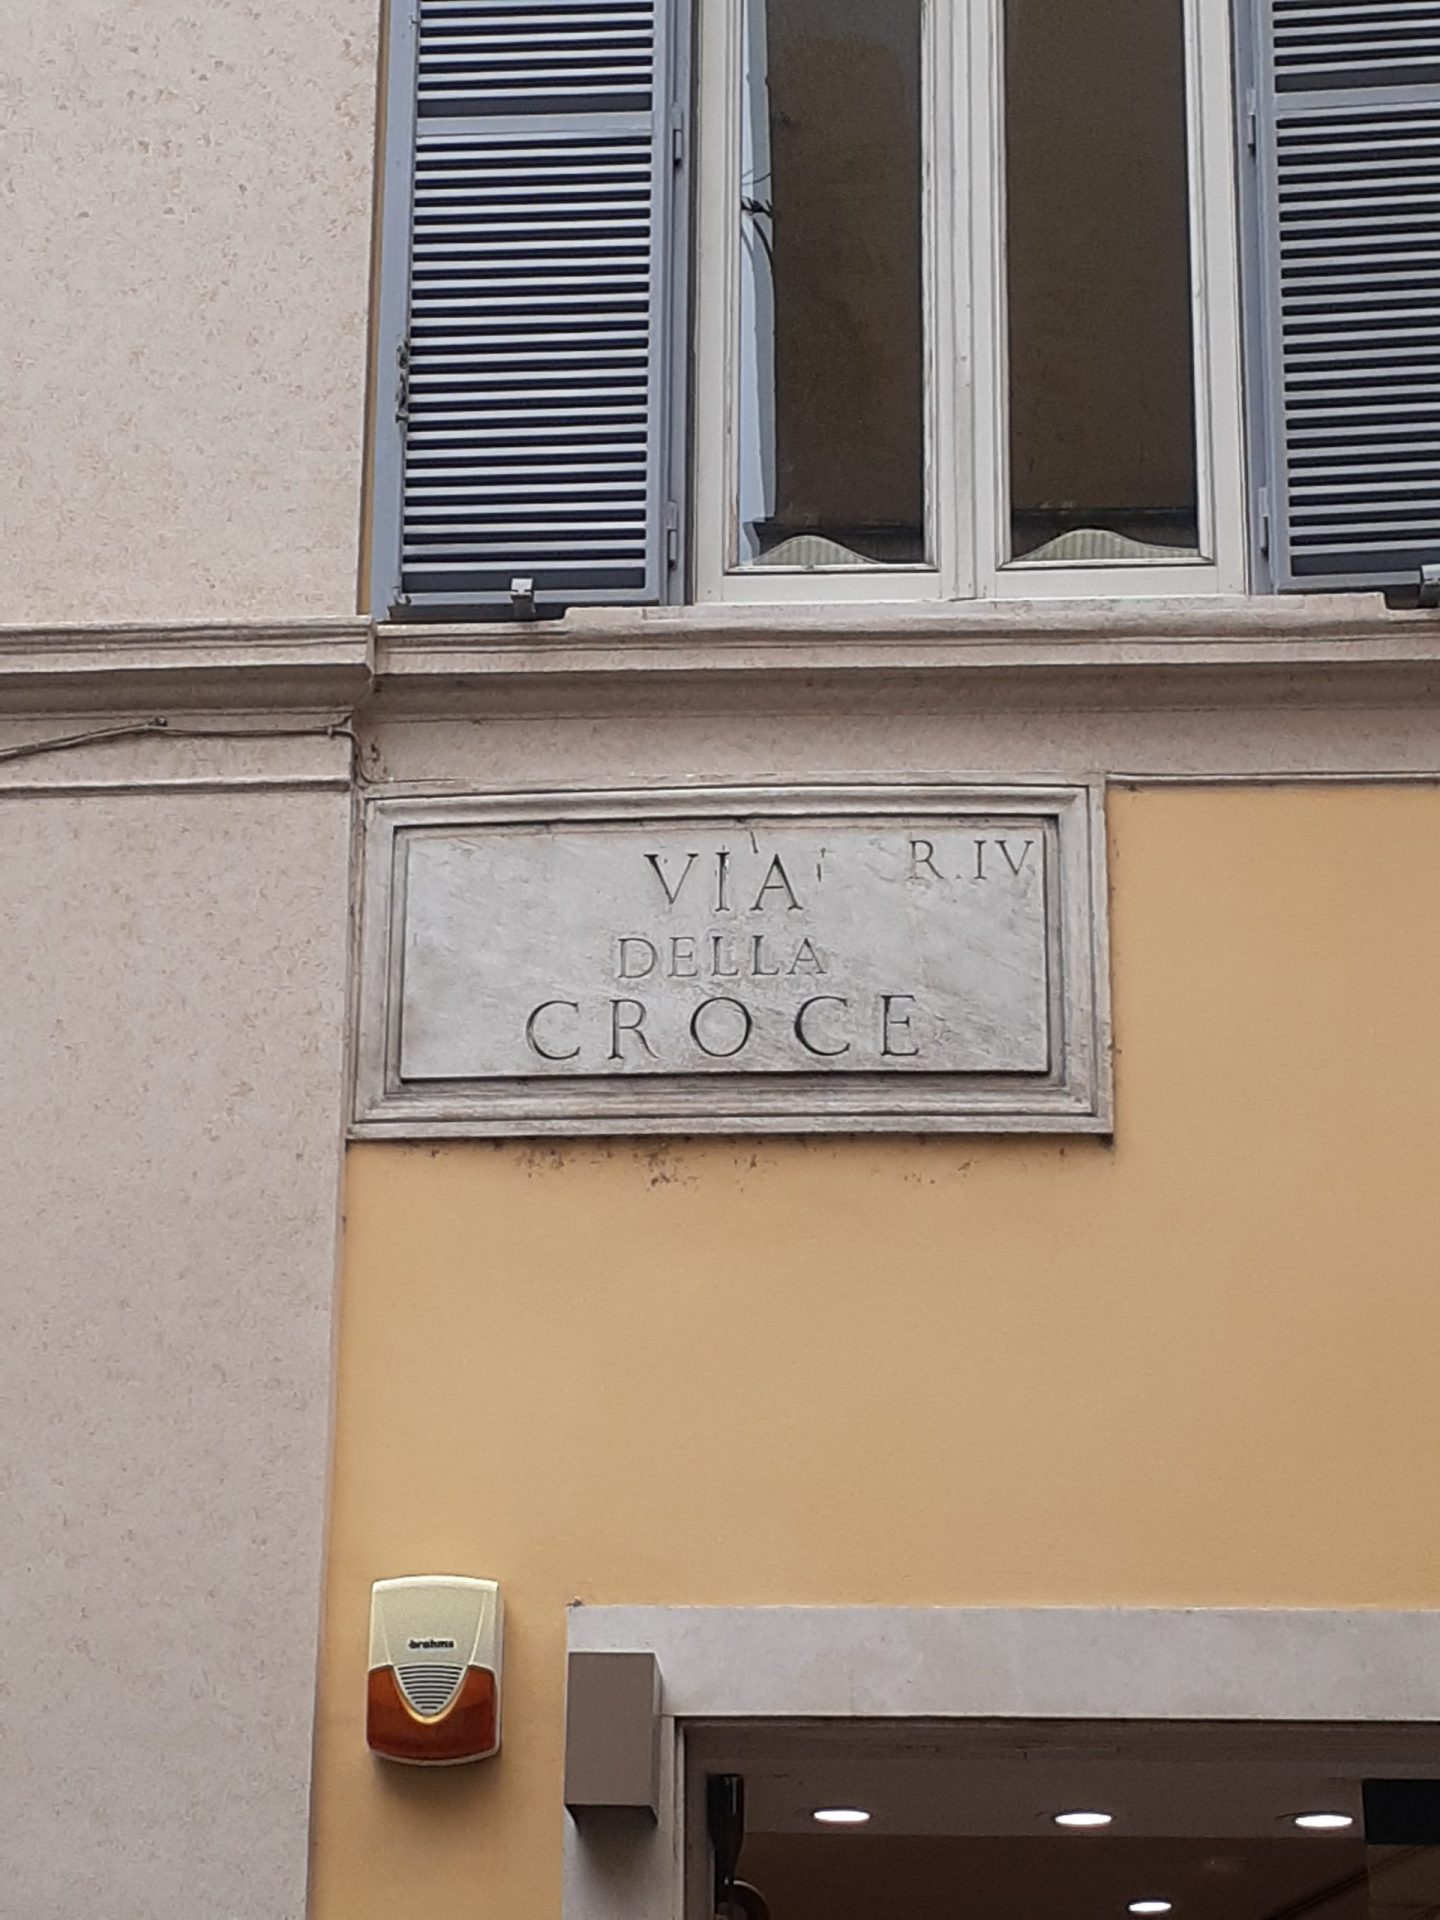 VIA R.IV
DELLA
CROCE
brahms